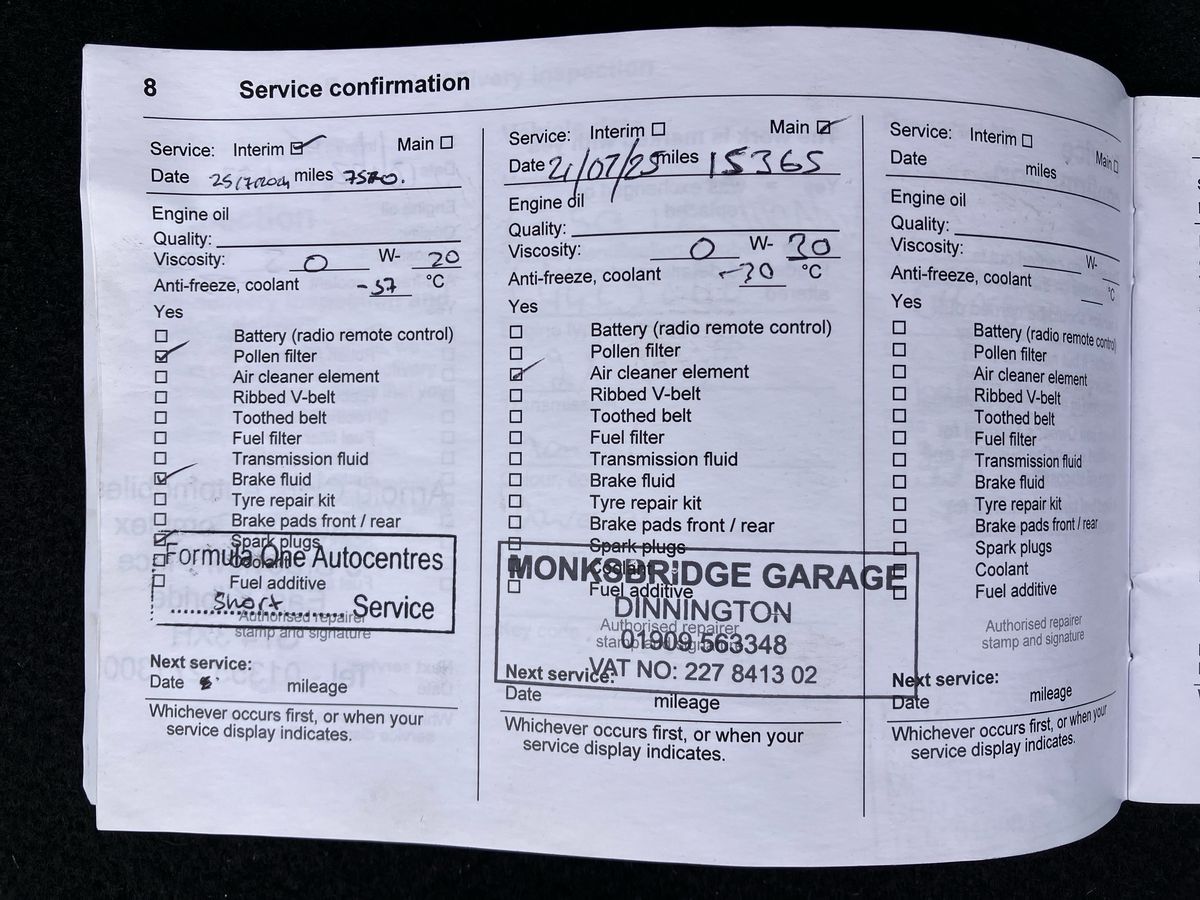 8 Service confirmation
Service: Interim Main
Date 25/7/2024 miles 7570.
Engine oil
Quality:
Viscosity: 0 W- 20
Anti-freeze, coolant -37 °C
Yes
Battery (radio remote control)
Pollen filter
Air cleaner element
Ribbed V-belt
Toothed belt
Fuel filter
Transmission fluid
Brake fluid
Tyre repair kit
Brake pads front / rear
Spark plugs
Coolant
Formula One Autocentres
Fuel additive
Short Service
Authorised repairer
stamp and signature
Next service:
Date mileage
Whichever occurs first, or when your
service display indicates.
Service: Interim Main
Date 21/07/25 miles 15365
Engine oil
Quality:
Viscosity: 0 W- 30
Anti-freeze, coolant -30 °C
Yes
Battery (radio remote control)
Pollen filter
Air cleaner element
Ribbed V-belt
Toothed belt
Fuel filter
Transmission fluid
Brake fluid
Tyre repair kit
Brake pads front / rear
Spark plugs
Coolant
MONKSBRIDGE GARAGE
Fuel additive
DINNINGTON
Authorised repairer
01909 563348
stamp and signature
VAT NO: 227 8413 02
Next service:
Date mileage
Whichever occurs first, or when your
service display indicates.
Service: Interim Main
Date miles
Engine oil
Quality:
Viscosity: W-
Anti-freeze, coolant °C
Yes
Battery (radio remote control)
Pollen filter
Air cleaner element
Ribbed V-belt
Toothed belt
Fuel filter
Transmission fluid
Brake fluid
Tyre repair kit
Brake pads front / rear
Spark plugs
Coolant
Fuel additive
Authorised repairer
stamp and signature
Next service:
Date mileage
Whichever occurs first, or when your
service display indicates.